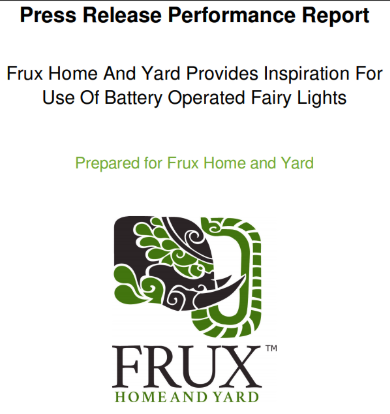 Press Release Performance Report
Frux Home And Yard Provides Inspiration For
Use Of Battery Operated Fairy Lights
Prepared for Frux Home and Yard
FRUX™
HOME AND YARD